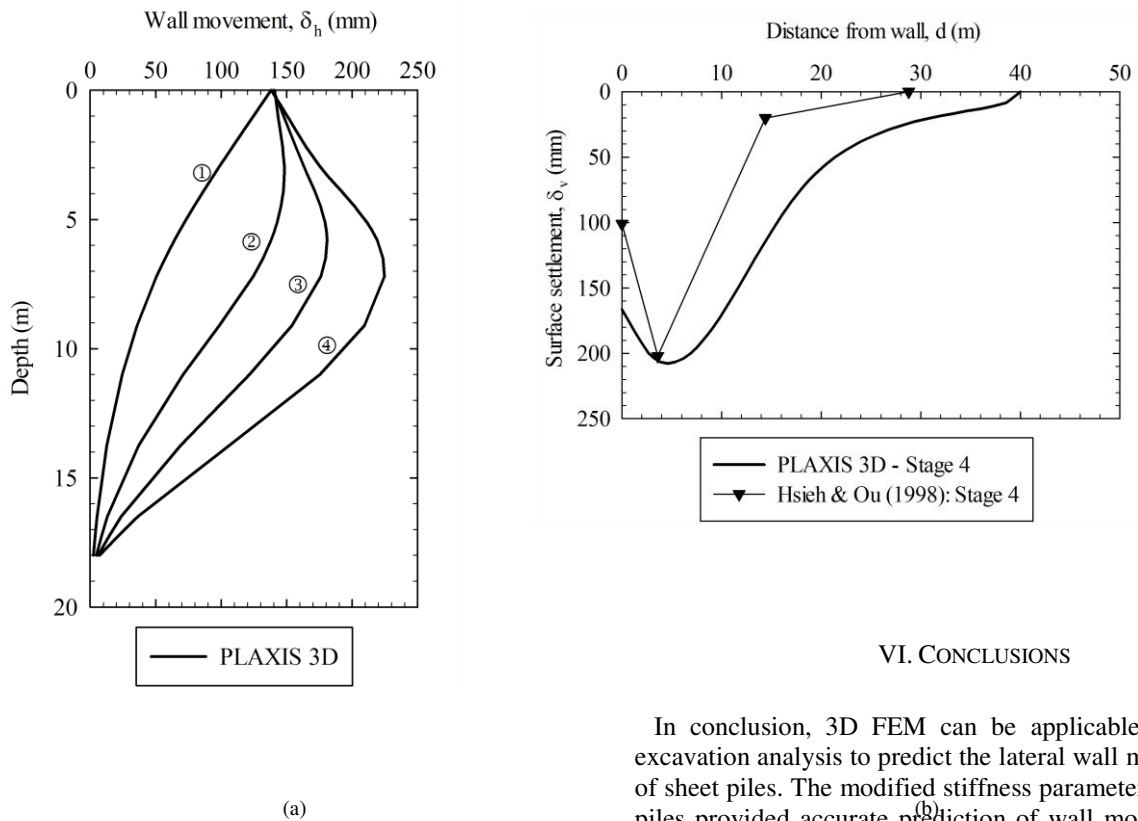 Wall movement, δh (mm)
0 50 100 150 200 250
0
5
10
15
20
Depth (m)
①
②
③
④
PLAXIS 3D
(a)
Distance from wall, d (m)
0 10 20 30 40 50
0
50
100
150
200
250
Surface settlement, δv (mm)
PLAXIS 3D - Stage 4
Hsieh & Ou (1998): Stage 4
VI. CONCLUSIONS
In conclusion, 3D FEM can be applicable
excavation analysis to predict the lateral wall m
of sheet piles. The modified stiffness parameter
(b)
piles provided accurate prediction of wall mo